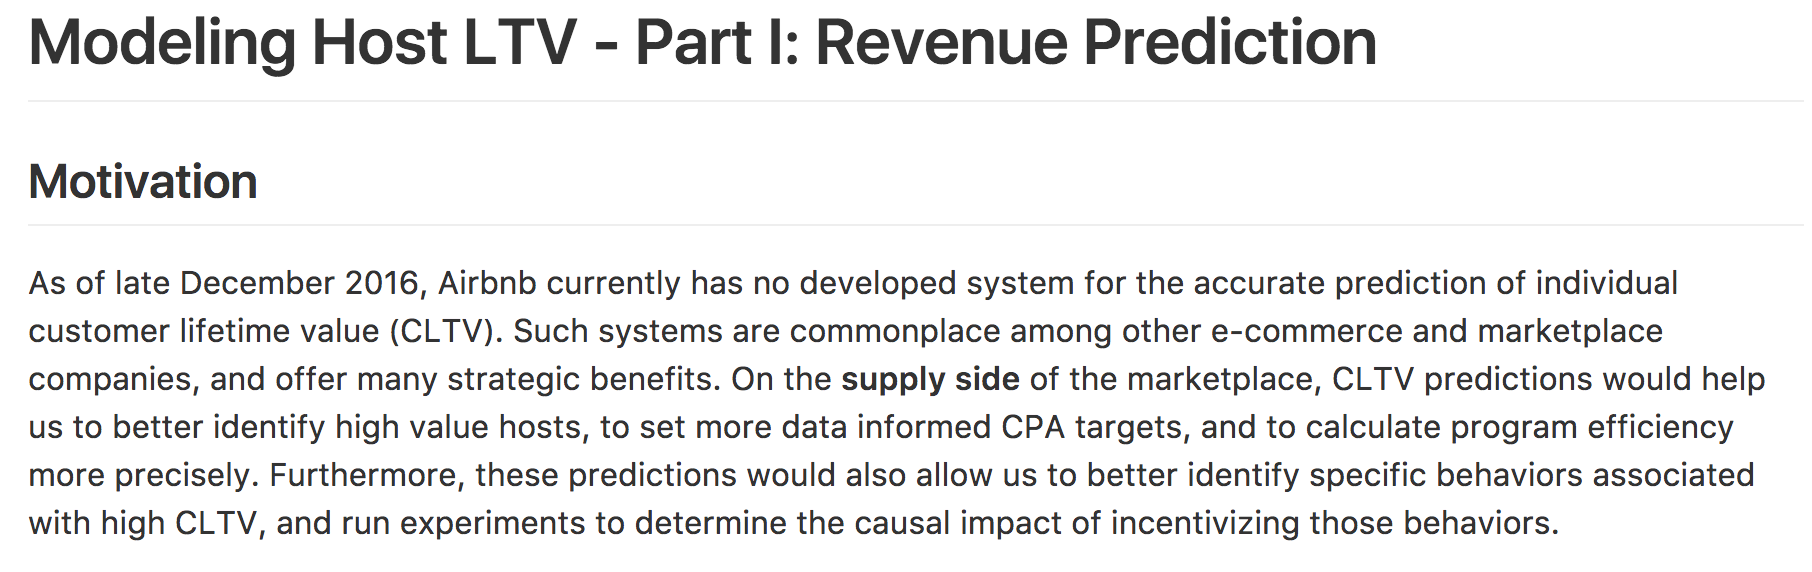 Modeling Host LTV - Part I: Revenue Prediction
Motivation
As of late December 2016, Airbnb currently has no developed system for the accurate prediction of individual
customer lifetime value (CLTV). Such systems are commonplace among other e-commerce and marketplace
companies, and offer many strategic benefits. On the supply side of the marketplace, CLTV predictions would help
us to better identify high value hosts, to set more data informed CPA targets, and to calculate program efficiency
more precisely. Furthermore, these predictions would also allow us to better identify specific behaviors associated
with high CLTV, and run experiments to determine the causal impact of incentivizing those behaviors.